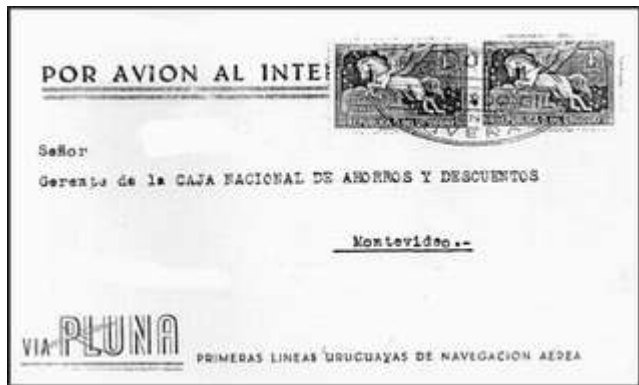 POR AVION AL INTE
Señor
Gerente de la CAJA NACIONAL DE AHORROS Y DESCUENTOS
Montevideo.-
VIA PLUNA
PRIMERAS LINEAS URUGUAYAS DE NAVEGACION AEREA